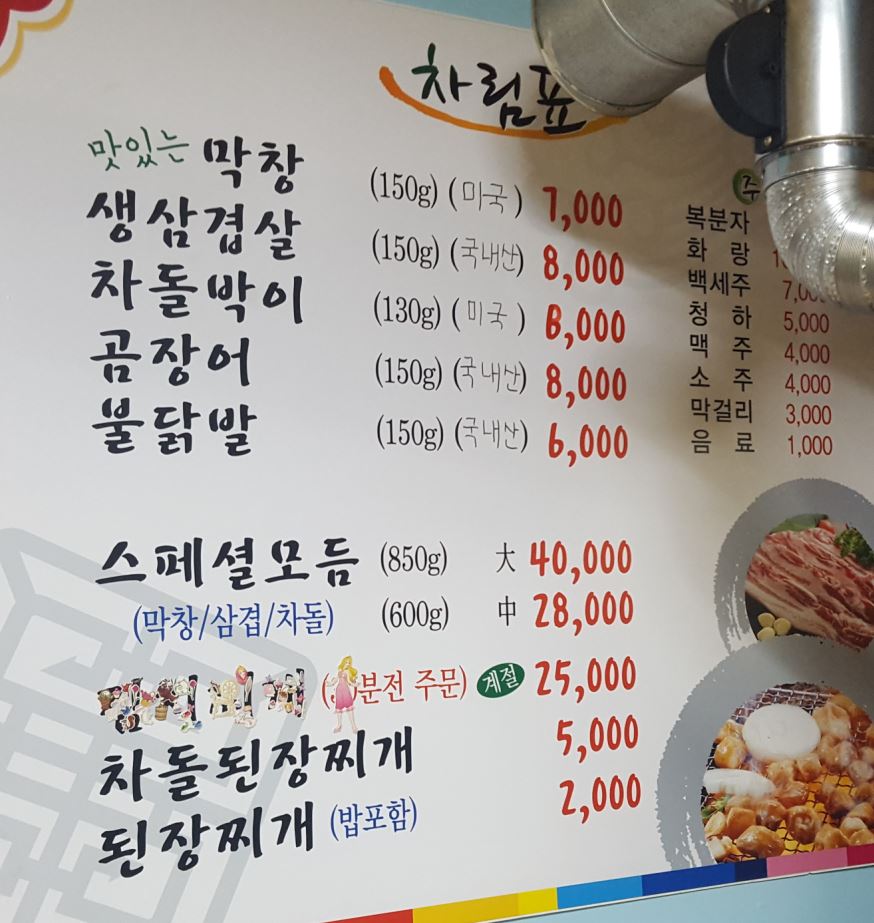 차림표
맛있는 막창 (150g) (미국) 7,000
생삼겹살 (150g) (국내산) 8,000
차돌박이 (130g) (미국) 8,000
곰장어 (150g) (국내산) 8,000
불닭발 (150g) (국내산) 6,000
스페셜모듬 (850g) 大 40,000
(막창/삼겹/차돌) (600g) 中 28,000
분전 주문) 계절 25,000
차돌된장찌개 5,000
된장찌개 (밥포함) 2,000
주
복분자
화 랑
백세주 7,000
청 하 5,000
맥 주 4,000
소 주 4,000
막걸리 3,000
음 료 1,000